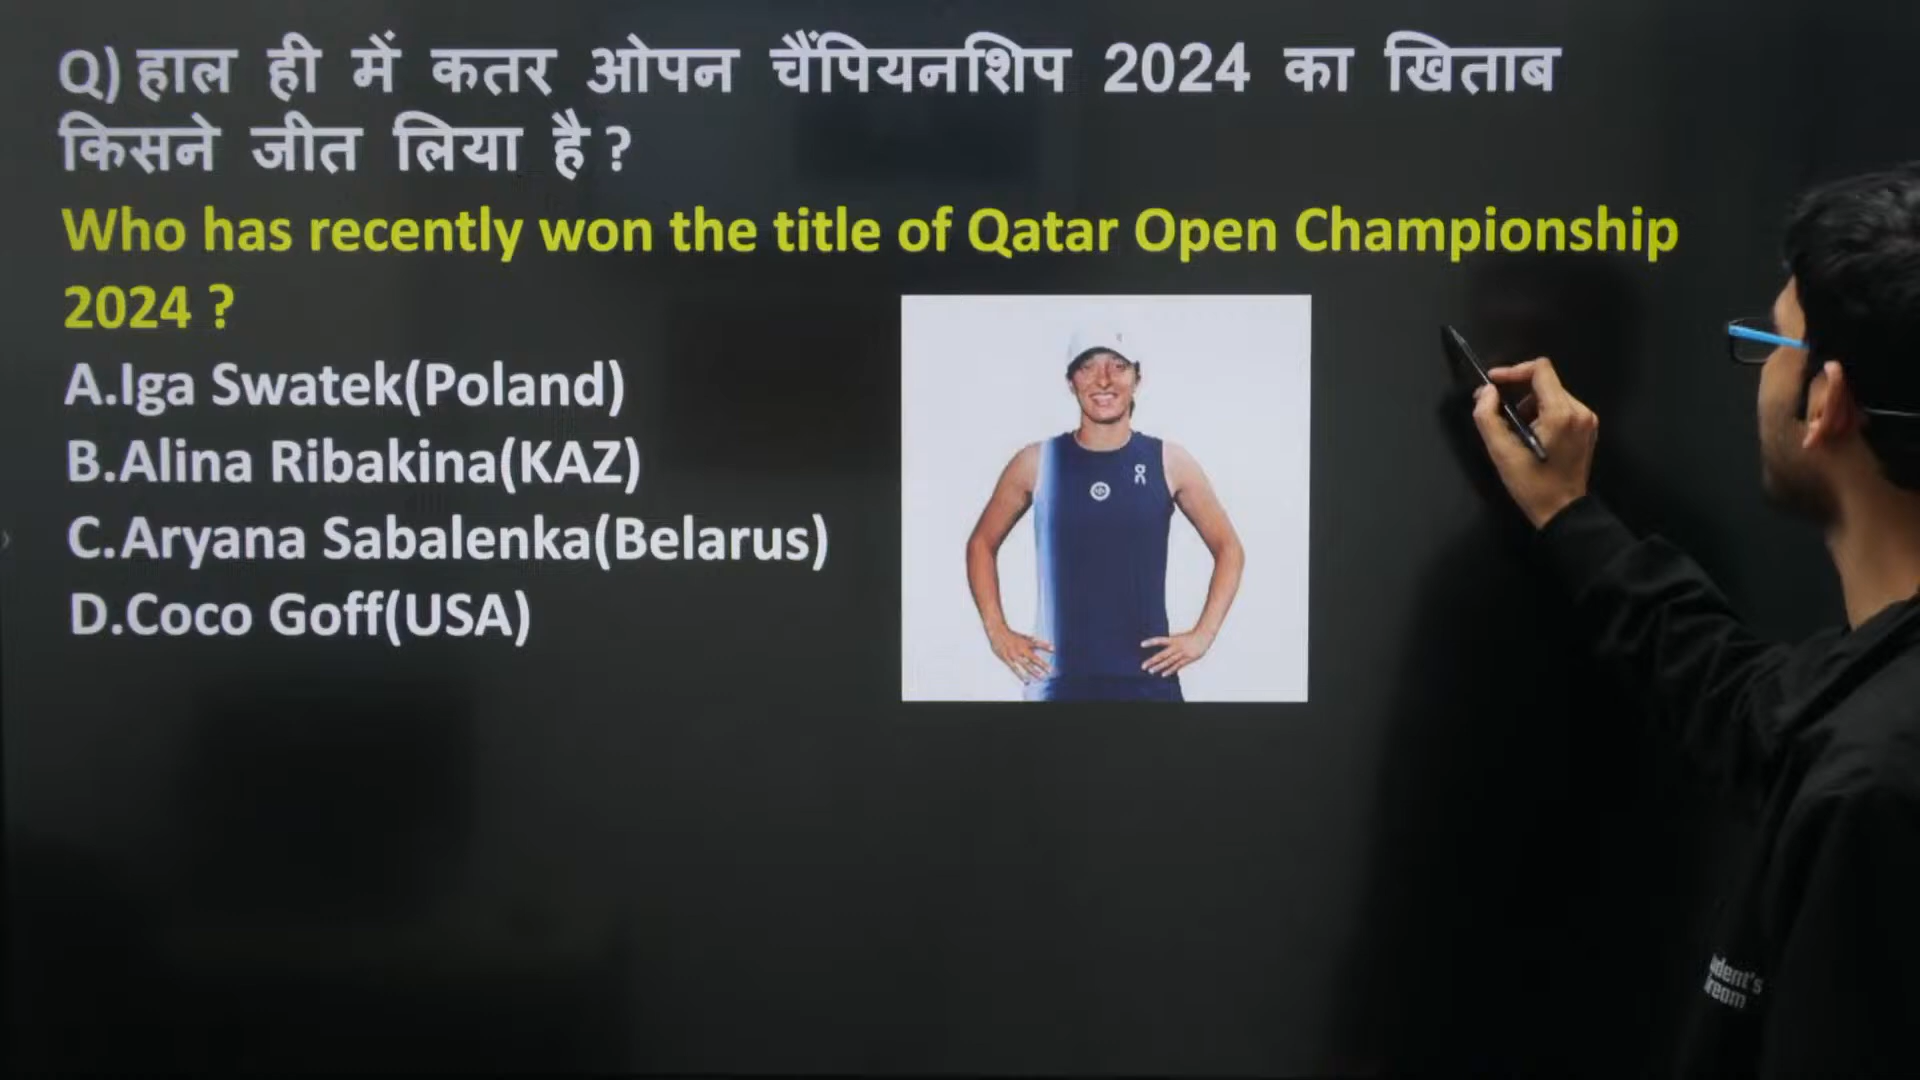 Q) हाल ही में कतर ओपन चैंपियनशिप 2024 का खिताब
किसने जीत लिया है ?
Who has recently won the title of Qatar Open Championship
2024 ?
A.Iga Swatek(Poland)
B.Alina Ribakina(KAZ)
C.Aryana Sabalenka(Belarus)
D.Coco Goff(USA)